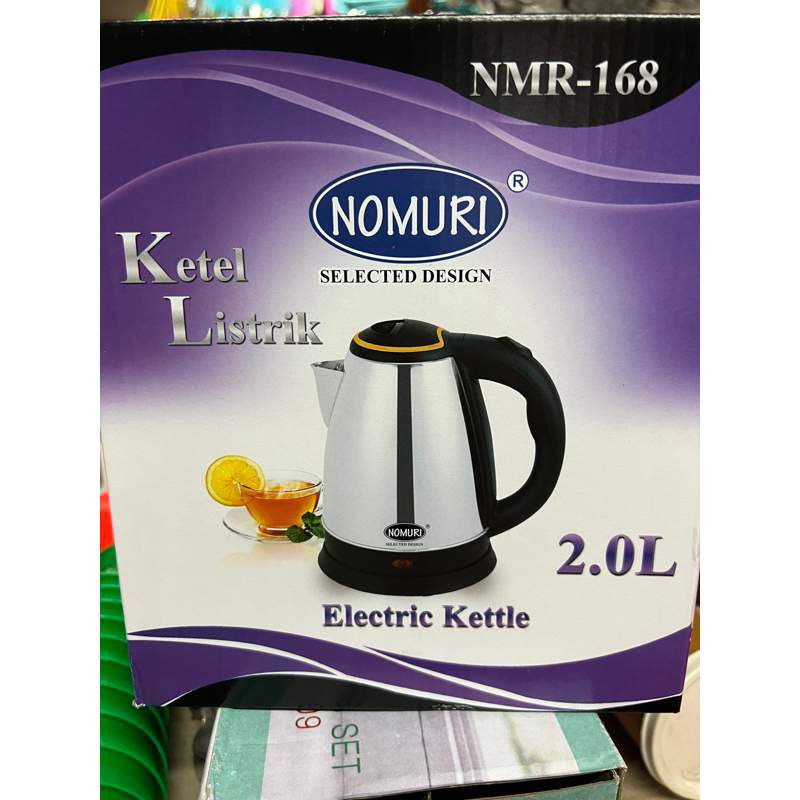 NMR-168
NOMURI ®
SELECTED DESIGN
Ketel
Listrik
NOMURI ®
SELECTED DESIGN
2.0L
Electric Kettle
SET